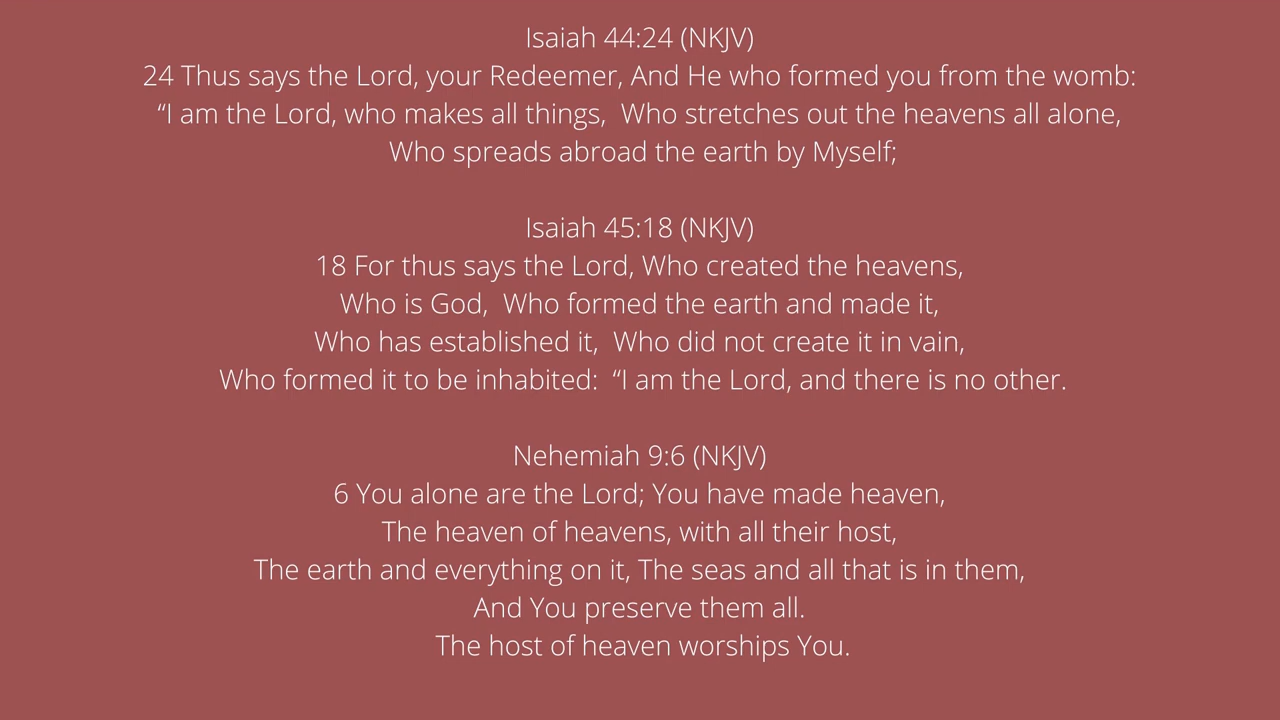 Isaiah 44:24 (NKJV)
24 Thus says the Lord, your Redeemer, And He who formed you from the womb:
“I am the Lord, who makes all things,  Who stretches out the heavens all alone,
Who spreads abroad the earth by Myself;
Isaiah 45:18 (NKJV)
18 For thus says the Lord, Who created the heavens,
Who is God,  Who formed the earth and made it,
Who has established it,  Who did not create it in vain,
Who formed it to be inhabited:  “I am the Lord, and there is no other.
Nehemiah 9:6 (NKJV)
6 You alone are the Lord; You have made heaven,
The heaven of heavens, with all their host,
The earth and everything on it, The seas and all that is in them,
And You preserve them all.
The host of heaven worships You.